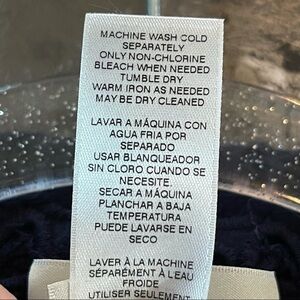 MACHINE WASH COLD
SEPARATELY
ONLY NON-CHLORINE
BLEACH WHEN NEEDED
TUMBLE DRY
WARM IRON AS NEEDED
MAY BE DRY CLEANED
LAVAR A MÁQUINA CON
AGUA FRIA POR
SEPARADO
USAR BLANQUEADOR
SIN CLORO CUANDO SE
NECESITE.
SECAR A MÁQUINA
PLANCHAR A BAJA
TEMPERATURA
PUEDE LAVARSE EN
SECO
LAVER À LA MACHINE
SÉPARÉMENT À L'EAU
FROIDE
UTILISER SEULEMENT